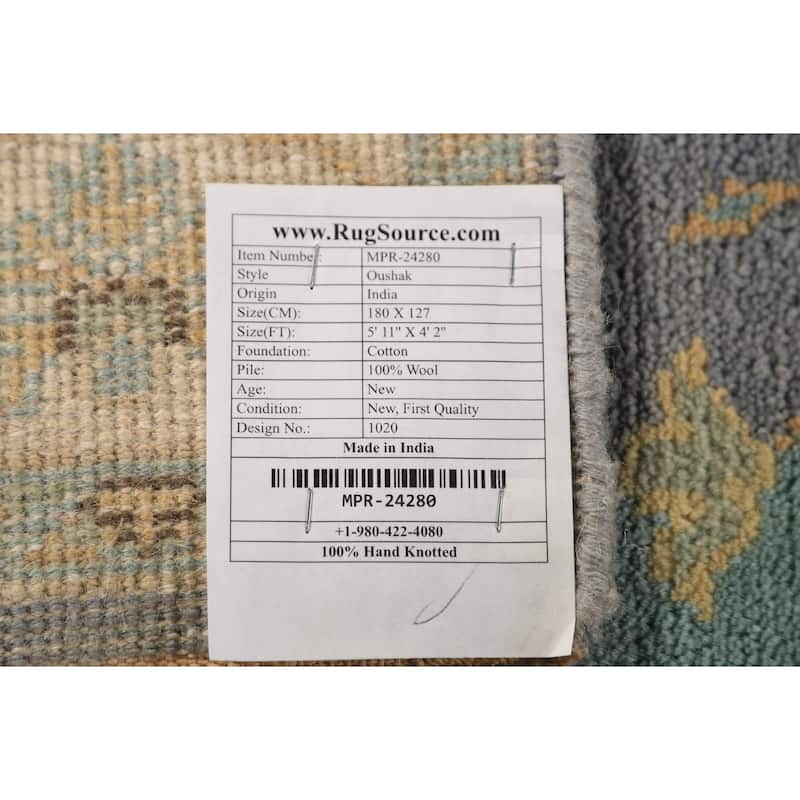 www.RugSource.com
Item Number: MPR-24280
Style Oushak
Origin India
Size(CM): 180 X 127
Size(FT): 5' 11" X 4' 2"
Foundation: Cotton
Pile: 100% Wool
Age: New
Condition: New, First Quality
Design No.: 1020
Made in India
MPR-24280
+1-980-422-4080
100% Hand Knotted